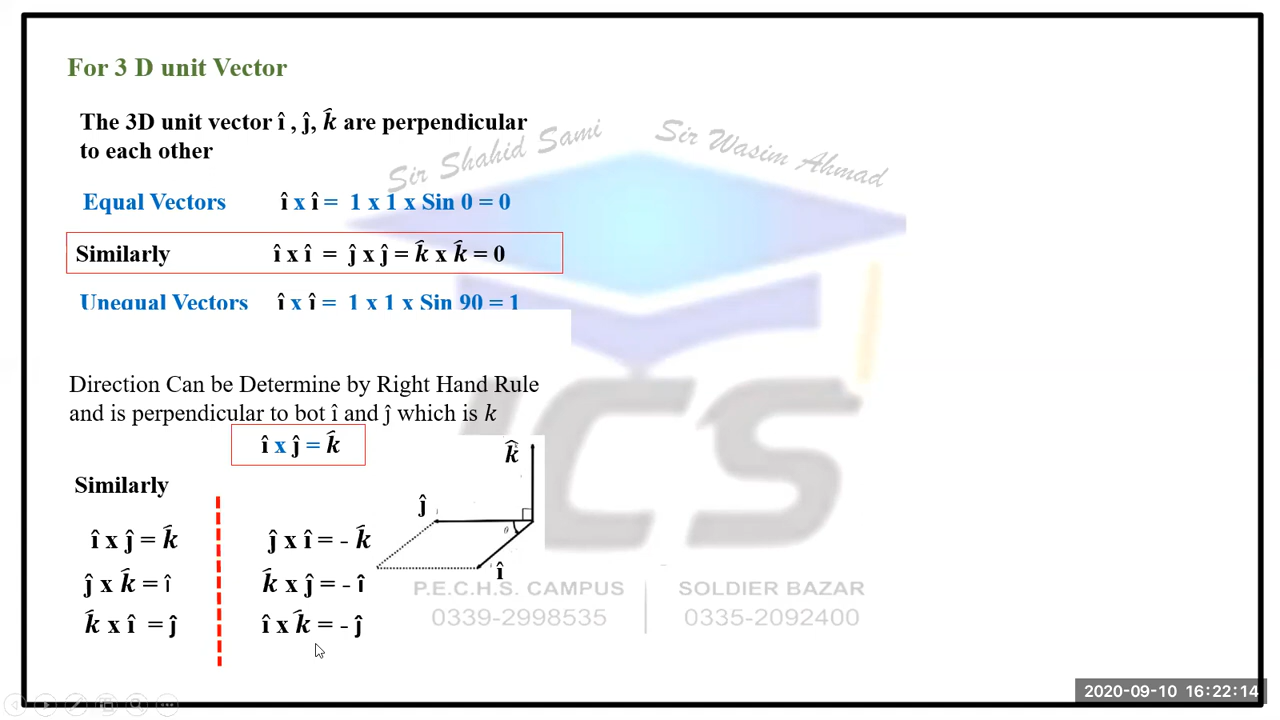 For 3 D unit Vector
The 3D unit vector î , ĵ, k̂ are perpendicular
to each other
Sir Shahid Sami
Sir Wasim Ahmad
Equal Vectors î x î = 1 x 1 x Sin 0 = 0
Similarly î x î = ĵ x ĵ = k̂ x k̂ = 0
Unequal Vectors î x ĵ = 1 x 1 x Sin 90 = 1
Direction Can be Determine by Right Hand Rule
and is perpendicular to bot î and ĵ which is k
î x ĵ = k̂
k̂
Similarly
ĵ
θ
î
î x ĵ = k̂ ĵ x î = - k̂
ĵ x k̂ = î k̂ x ĵ = - î
k̂ x î = ĵ î x k̂ = - ĵ
ICS
P.E.C.H.S. CAMPUS SOLDIER BAZAR
0339-2998535 0335-2092400
2020-09-10 16:22:14